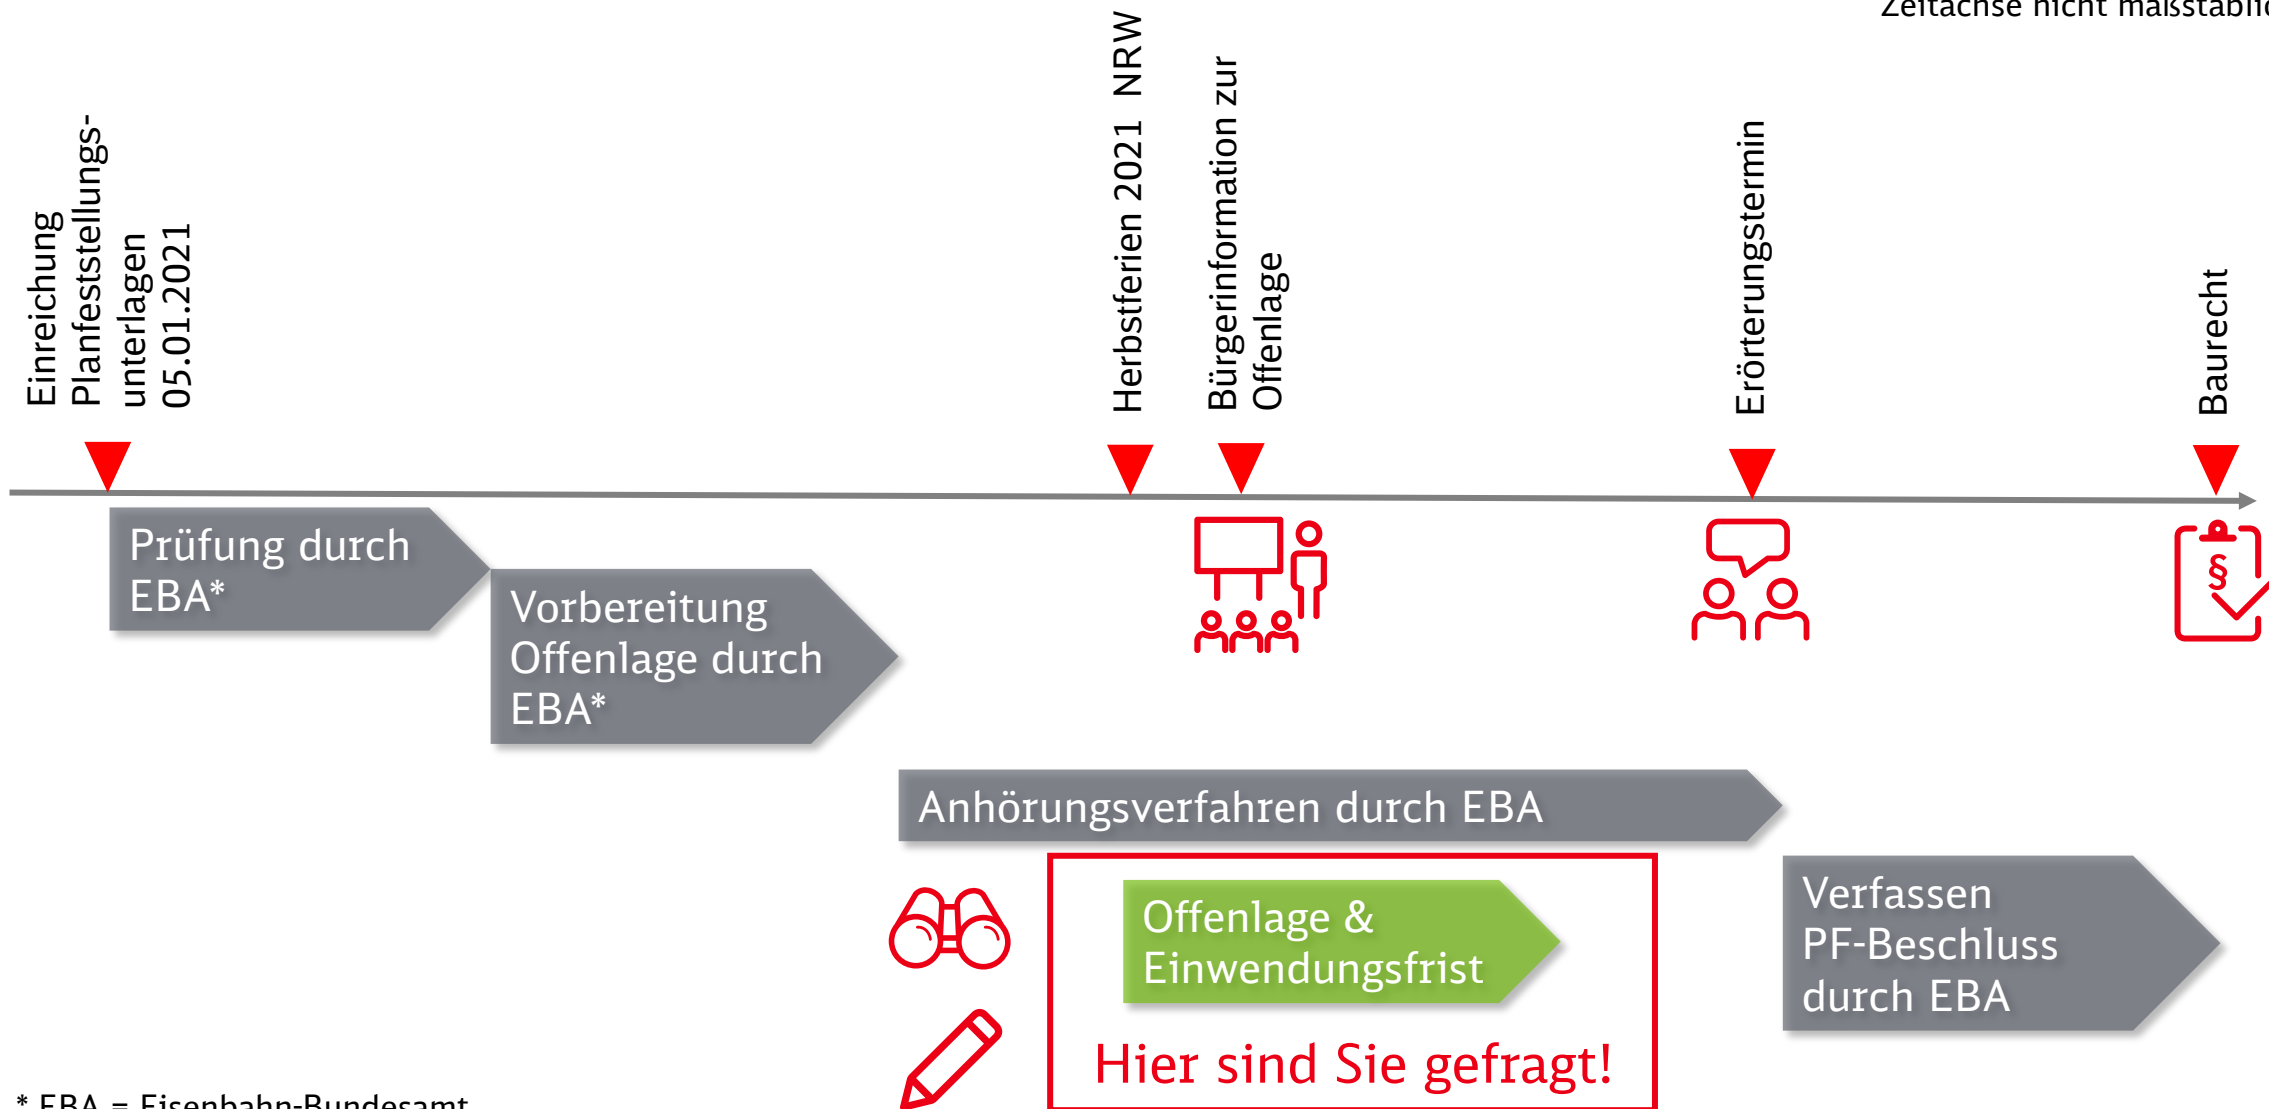 Zeitachse nicht maßstäblic
Einreichung
Planfeststellungs-
unterlagen
05.01.2021
Herbstferien 2021 NRW
Bürgerinformation zur
Offenlage
Erörterungstermin
Baurecht
§
Prüfung durch
EBA*
Vorbereitung
Offenlage durch
EBA*
Anhörungsverfahren durch EBA
Offenlage &
Einwendungsfrist
Hier sind Sie gefragt!
Verfassen
PF-Beschluss
durch EBA
* EBA = Eisenbahn-Bundesamt